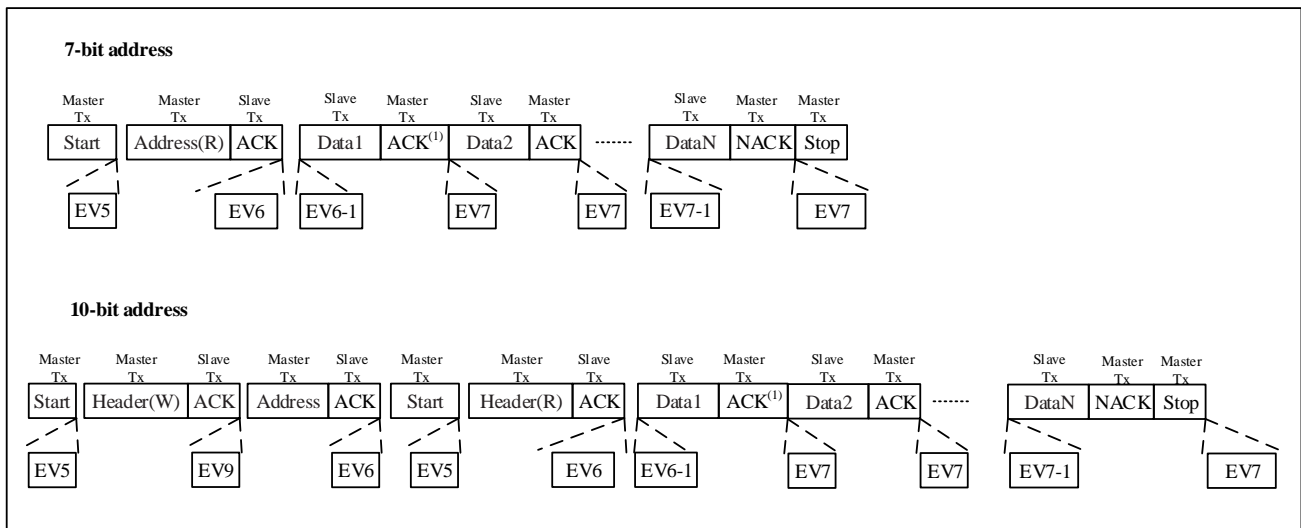 7-bit address
Master Tx Master Tx Slave Tx Slave Tx Master Tx Slave Tx Master Tx Slave Tx Master Tx Master Tx
Start Address(R) ACK Data1 ACK(1) Data2 ACK ........ DataN NACK Stop
EV5 EV6 EV6-1 EV7 EV7 EV7-1 EV7
10-bit address
Master Tx Master Tx Slave Tx Master Tx Slave Tx Master Tx Master Tx Slave Tx Slave Tx Master Tx Slave Tx Master Tx Slave Tx Master Tx Master Tx
Start Header(W) ACK Address ACK Start Header(R) ACK Data1 ACK(1) Data2 ACK ........ DataN NACK Stop
EV5 EV9 EV6 EV5 EV6 EV6-1 EV7 EV7 EV7-1 EV7